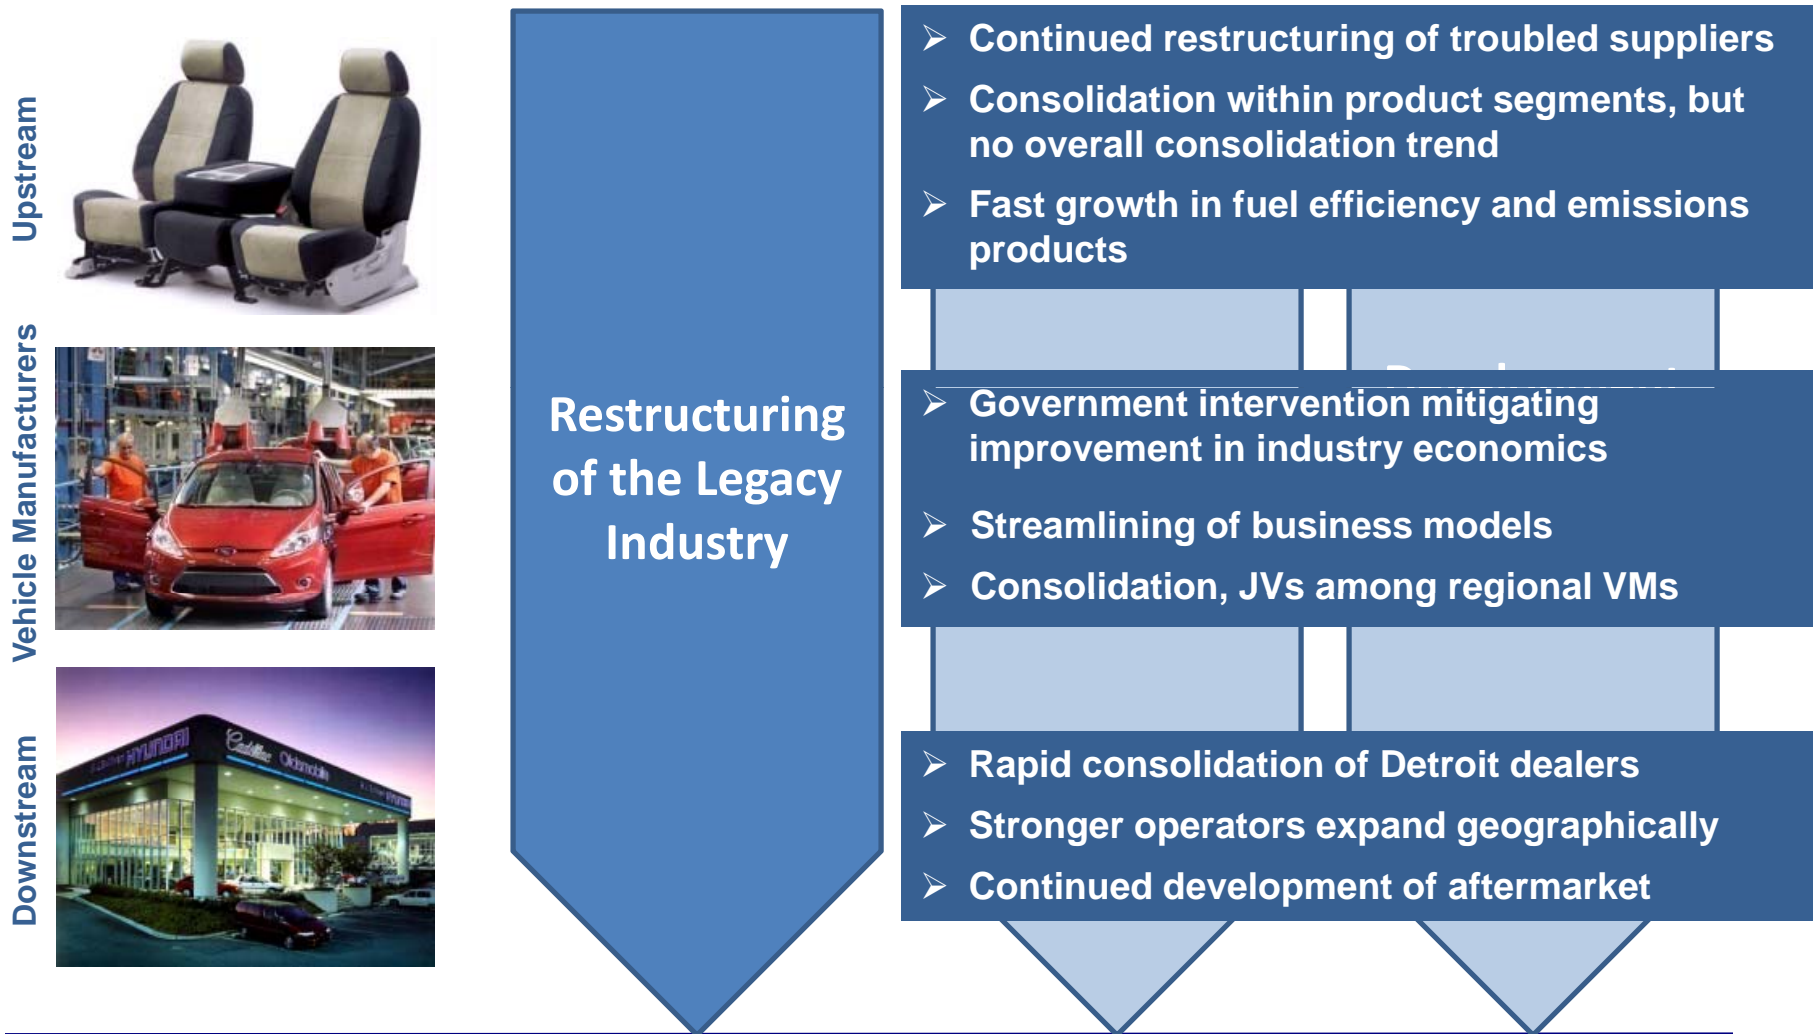 Upstream
➢ Continued restructuring of troubled suppliers
➢ Consolidation within product segments, but
no overall consolidation trend
➢ Fast growth in fuel efficiency and emissions
products
Vehicle Manufacturers
Restructuring
of the Legacy
Industry
➢ Government intervention mitigating
improvement in industry economics
➢ Streamlining of business models
➢ Consolidation, JVs among regional VMs
Downstream
HYUNDAI
Cadillac
Oldsmobile
HYUNDAI
➢ Rapid consolidation of Detroit dealers
➢ Stronger operators expand geographically
➢ Continued development of aftermarket